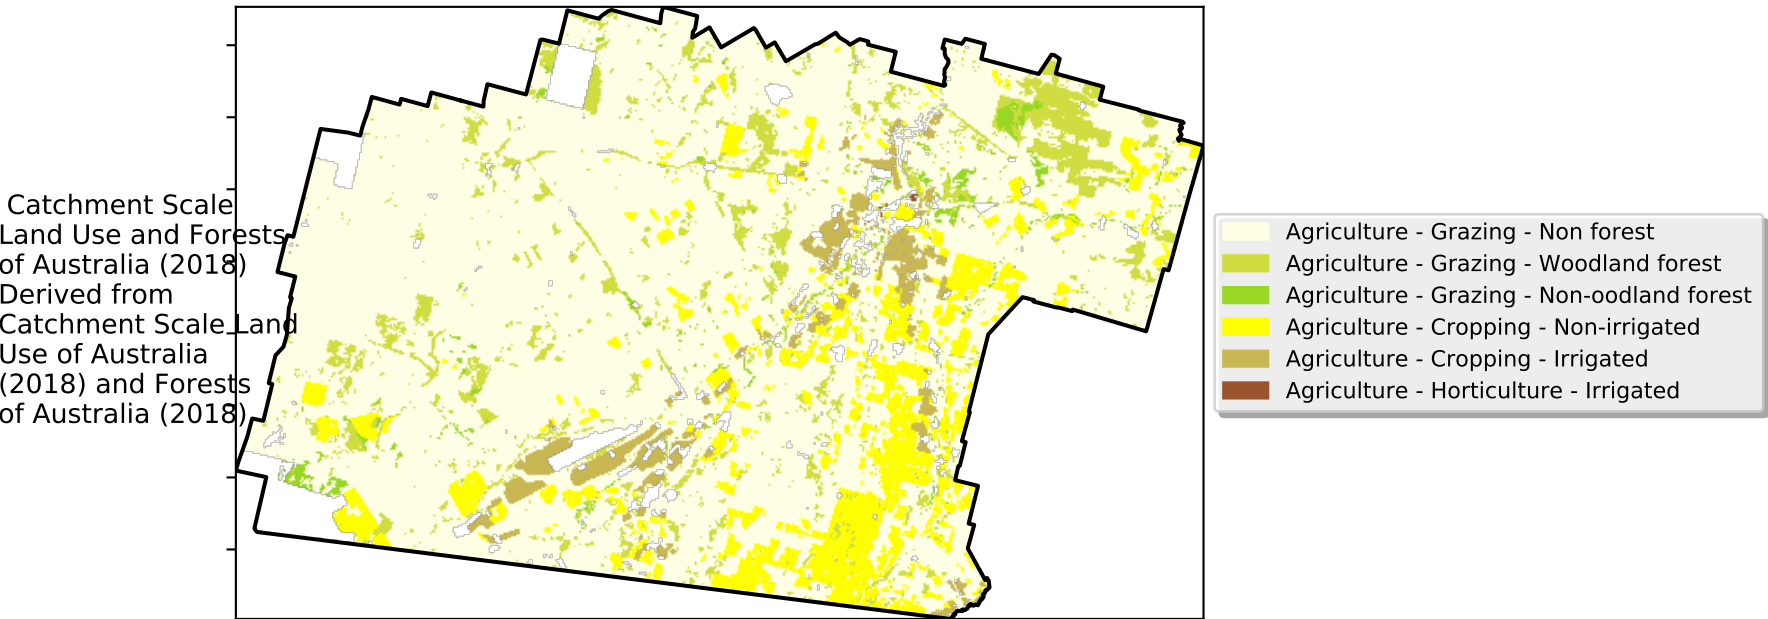 Catchment Scale
Land Use and Forests
of Australia (2018)
Derived from
Catchment Scale Land
Use of Australia
(2018) and Forests
of Australia (2018)
Agriculture - Grazing - Non forest
Agriculture - Grazing - Woodland forest
Agriculture - Grazing - Non-oodland forest
Agriculture - Cropping - Non-irrigated
Agriculture - Cropping - Irrigated
Agriculture - Horticulture - Irrigated